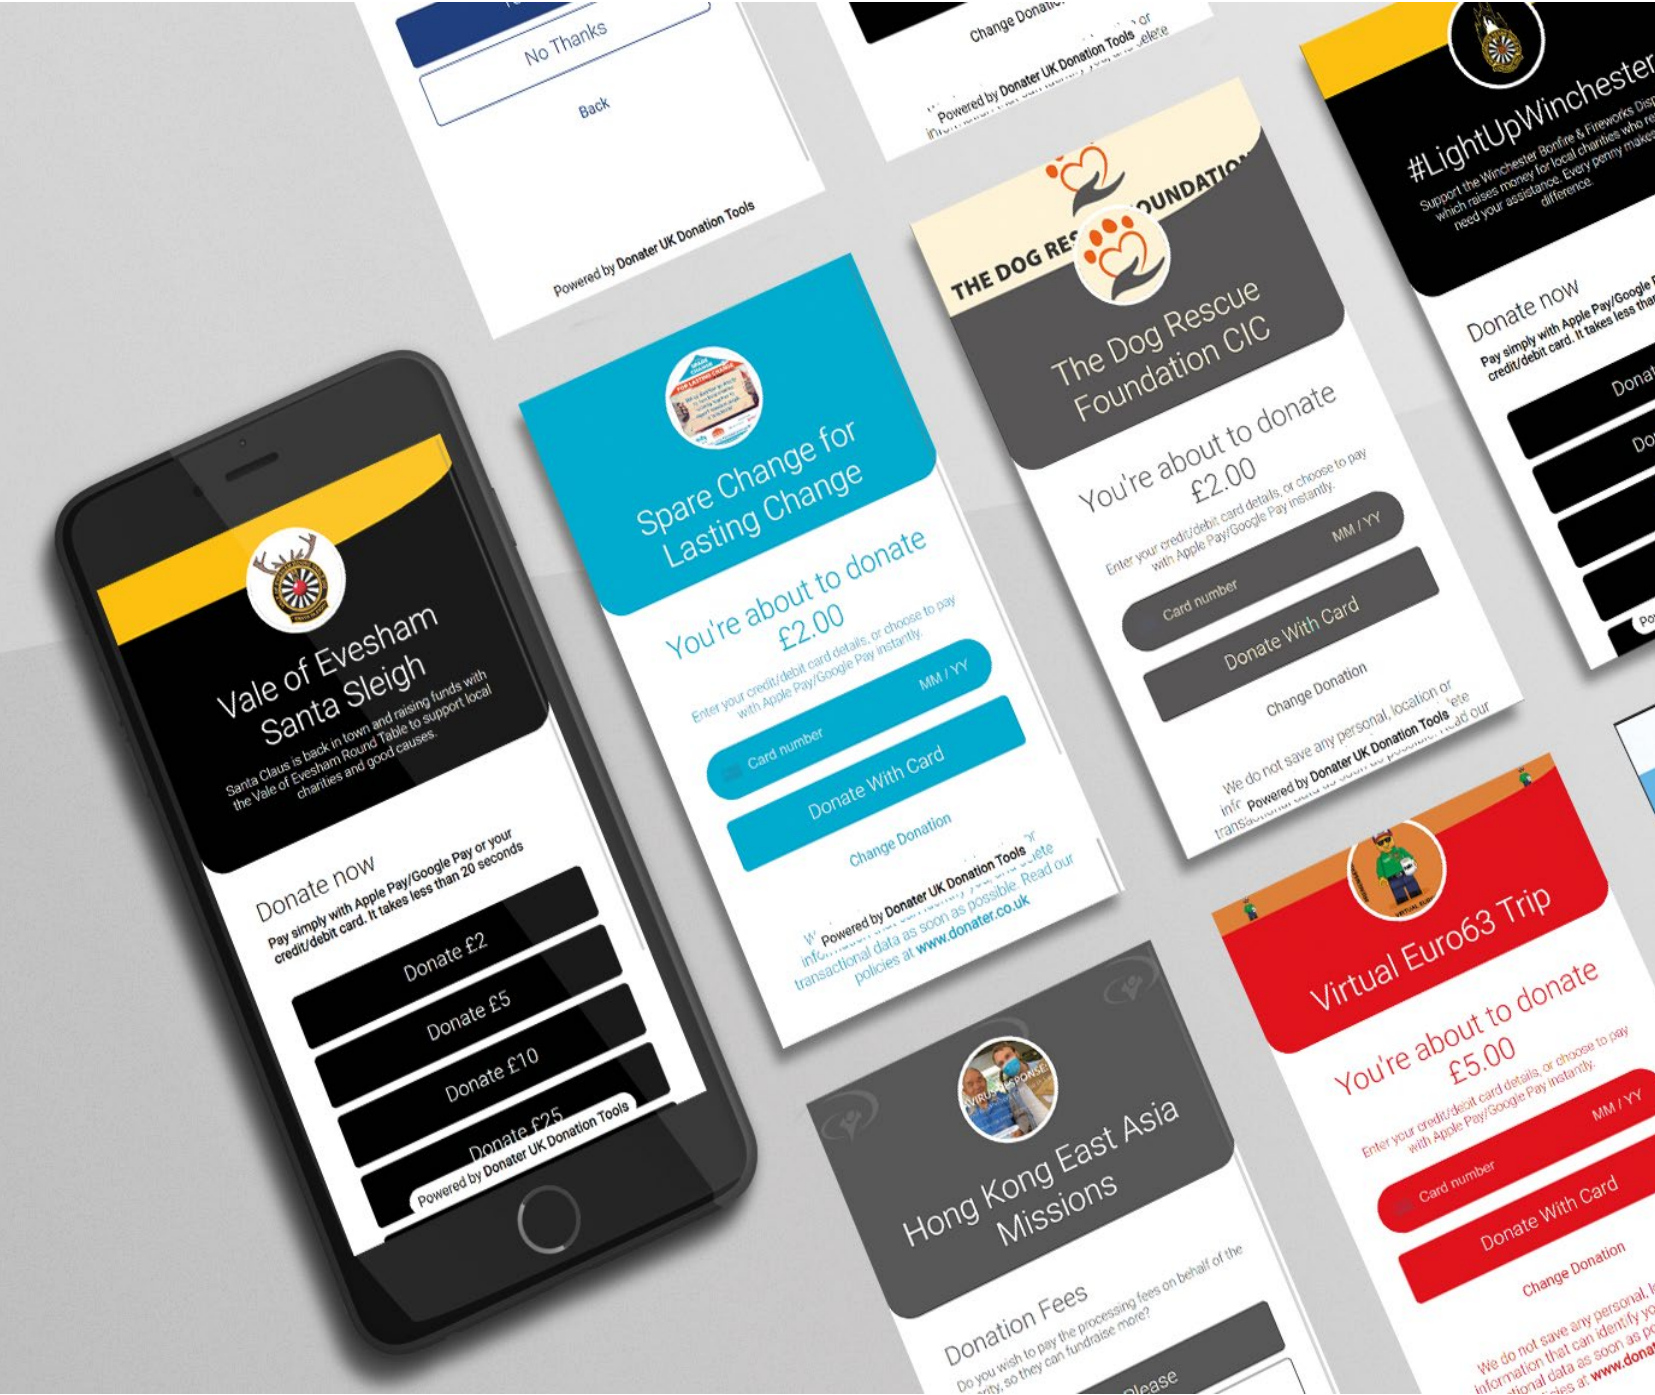 No Thanks
Back
Powered by Donater UK Donation Tools
Change
Powered by Donater UK Donation Tools
#LightUpWinchester
Support the Winchester Bonfire & Fireworks
which raises money for local charities who
need your assistance. Every penny makes
difference.
Donate now
Pay simply with Apple Pay/Google
credit/debit card. It takes less than
THE DOG
The Dog Rescue
Foundation CIC
You're about to donate
£2.00
Enter your credit/debit card details, or choose to pay
with Apple Pay/Google Pay instantly.
MM / YY
Card number
Donate With Card
Change Donation
We do not save any personal, location or
Powered by Donater UK Donation Tools
Spare Change for
Lasting Change
You're about to donate
£2.00
Enter your credit/debit card details, or choose to pay
with Apple Pay/Google Pay instantly.
MM / YY
Card number
Donate With Card
Change Donation
Powered by Donater UK Donation Tools
transactional data as soon as possible. Read our
policies at www.donater.co.uk
Vale of Evesham
Santa Sleigh
Santa Claus is back in town and raising funds with
the Vale of Evesham Round Table to support local
charities and good causes.
Donate now
Pay simply with Apple Pay/Google Pay or your
credit/debit card. It takes less than 20 seconds
Donate £2
Donate £5
Donate £10
Donate £25
Powered by Donater UK Donation Tools
Hong Kong East Asia
Missions
Donation Fees
Do you wish to pay the processing fees on behalf of the
so they can fundraise more?
Please
Virtual Euro63 Trip
You're about to donate
£5.00
Enter your credit/debit card details, or choose to pay
with Apple Pay/Google Pay instantly.
MM / YY
Card number
Donate With Card
Change Donation
We do not save any personal,
information that can identify
data as soon as
at